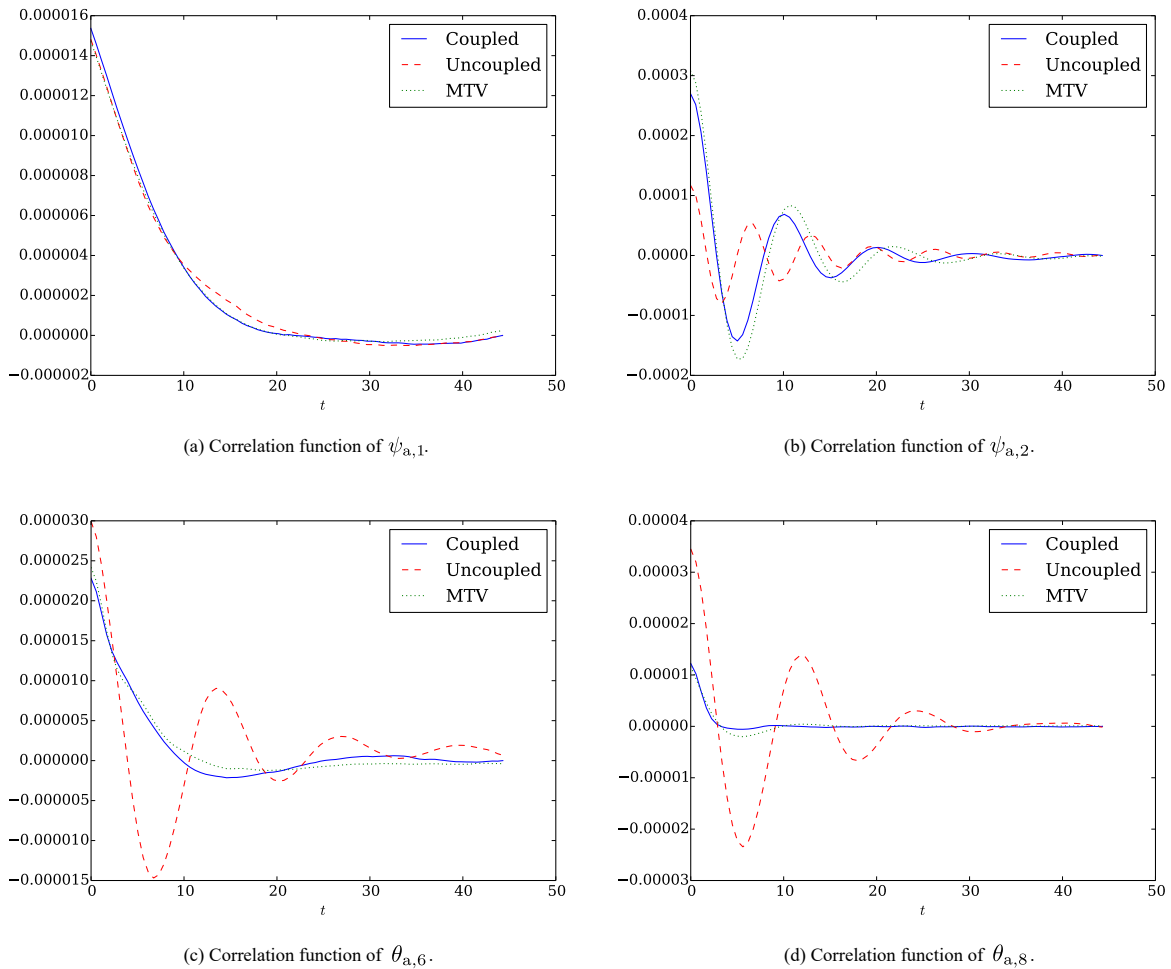 0.000016
0.000014
0.000012
0.000010
0.000008
0.000006
0.000004
0.000002
0.000000
−0.000002
0 10 20 30 40 50
t
Coupled
Uncoupled
MTV
(a) Correlation function of ψa,1.
0.0004
0.0003
0.0002
0.0001
0.0000
−0.0001
−0.0002
0 10 20 30 40 50
t
Coupled
Uncoupled
MTV
(b) Correlation function of ψa,2.
0.000030
0.000025
0.000020
0.000015
0.000010
0.000005
0.000000
−0.000005
−0.000010
−0.000015
0 10 20 30 40 50
t
Coupled
Uncoupled
MTV
(c) Correlation function of θa,6.
0.00004
0.00003
0.00002
0.00001
0.00000
−0.00001
−0.00002
−0.00003
0 10 20 30 40 50
t
Coupled
Uncoupled
MTV
(d) Correlation function of θa,8.